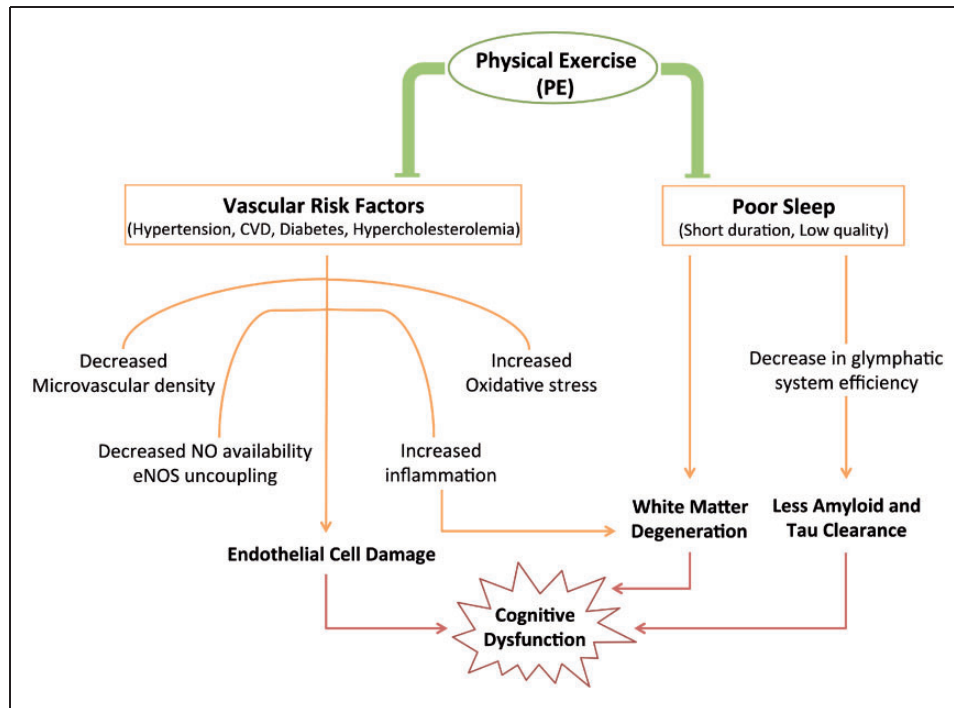 Physical Exercise
(PE)
Vascular Risk Factors
(Hypertension, CVD, Diabetes, Hypercholesterolemia)
Poor Sleep
(Short duration, Low quality)
Decreased
Microvascular density
Increased
Oxidative stress
Decrease in glymphatic
system efficiency
Decreased NO availability
eNOS uncoupling
Increased
inflammation
White Matter
Degeneration
Less Amyloid and
Tau Clearance
Endothelial Cell Damage
Cognitive
Dysfunction